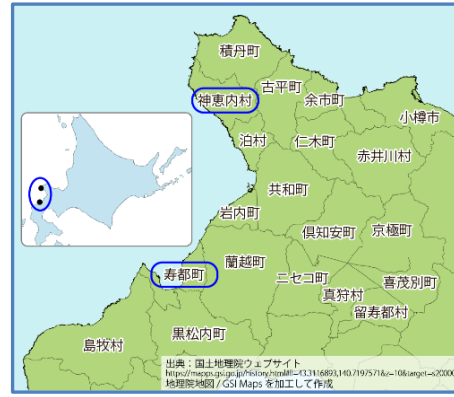 積丹町
古平町
神恵内村
余市町
小樽市
泊村
仁木町
赤井川村
共和町
岩内町
倶知安町
京極町
寿都町
蘭越町
ニセコ町
喜茂別町
真狩村
留寿都村
島牧村
黒松内町
出典：国土地理院ウェブサイト
地理院地図 / GSI Maps を加工して作成